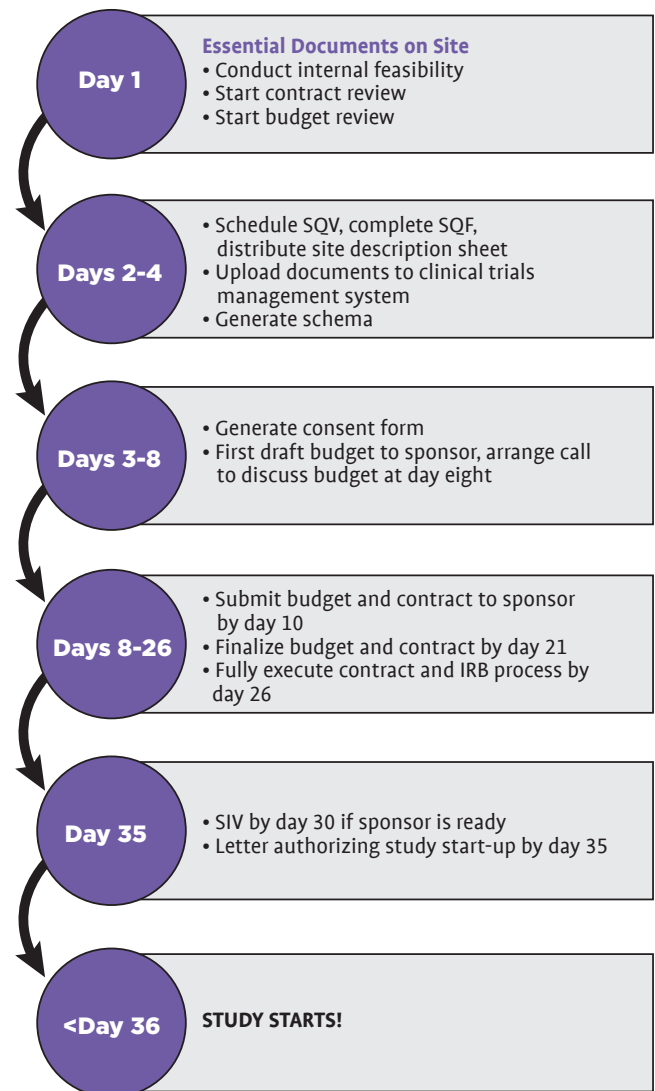 Day 1
Essential Documents on Site
• Conduct internal feasibility
• Start contract review
• Start budget review
Days 2-4
• Schedule SQV, complete SQF,
distribute site description sheet
• Upload documents to clinical trials
management system
• Generate schema
Days 3-8
• Generate consent form
• First draft budget to sponsor, arrange call
to discuss budget at day eight
Days 8-26
• Submit budget and contract to sponsor
by day 10
• Finalize budget and contract by day 21
• Fully execute contract and IRB process by
day 26
Day 35
• SIV by day 30 if sponsor is ready
• Letter authorizing study start-up by day 35
<Day 36
STUDY STARTS!